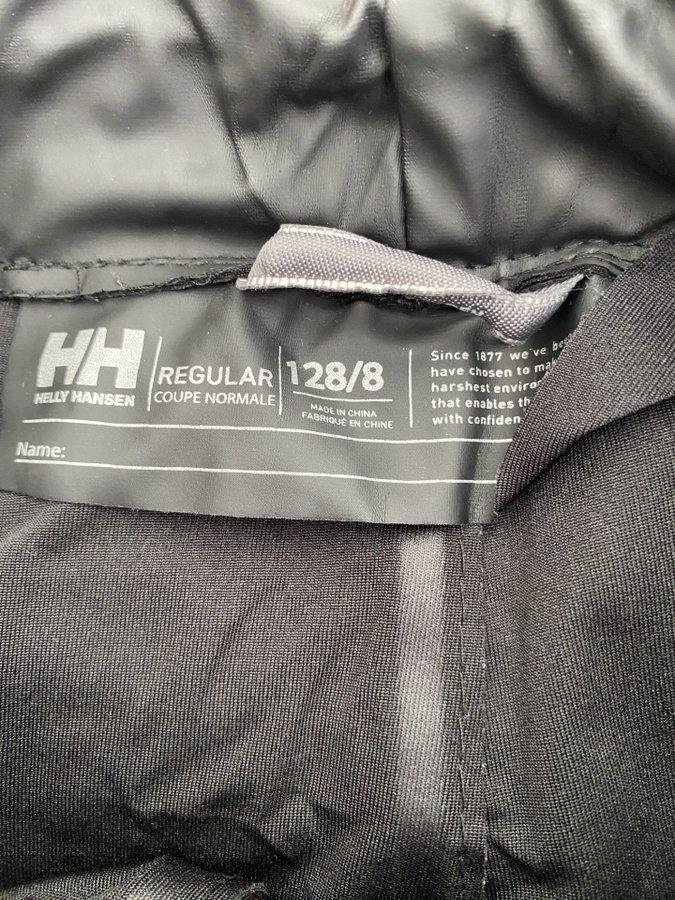 HH
HELLY HANSEN
REGULAR
COUPE NORMALE
128/8
MADE IN CHINA
FABRIQUÉ EN CHINE
Since 1877 we've
have chosen to
harshest
that enables
with
Name: